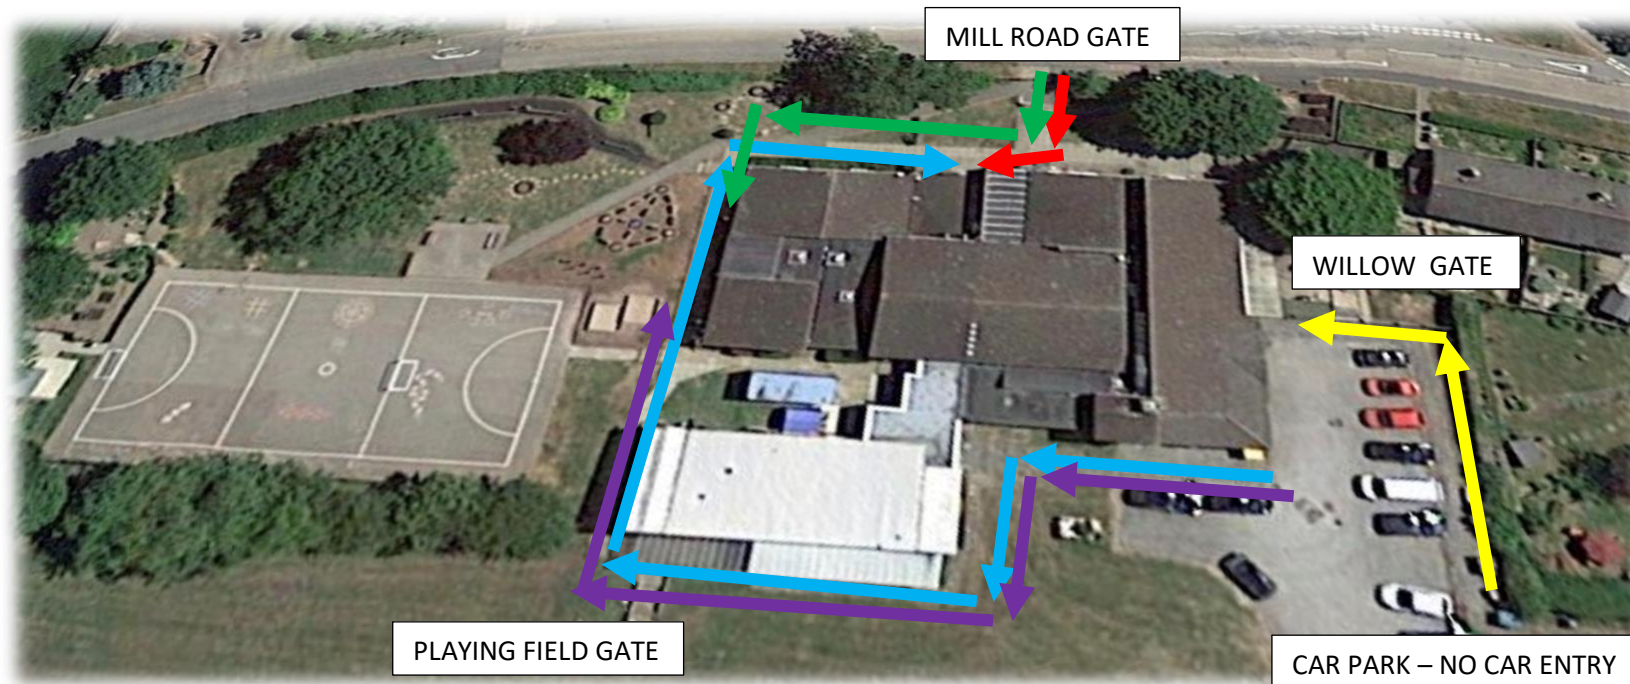 MILL ROAD GATE
WILLOW  GATE
PLAYING FIELD GATE
CAR PARK – NO CAR ENTRY